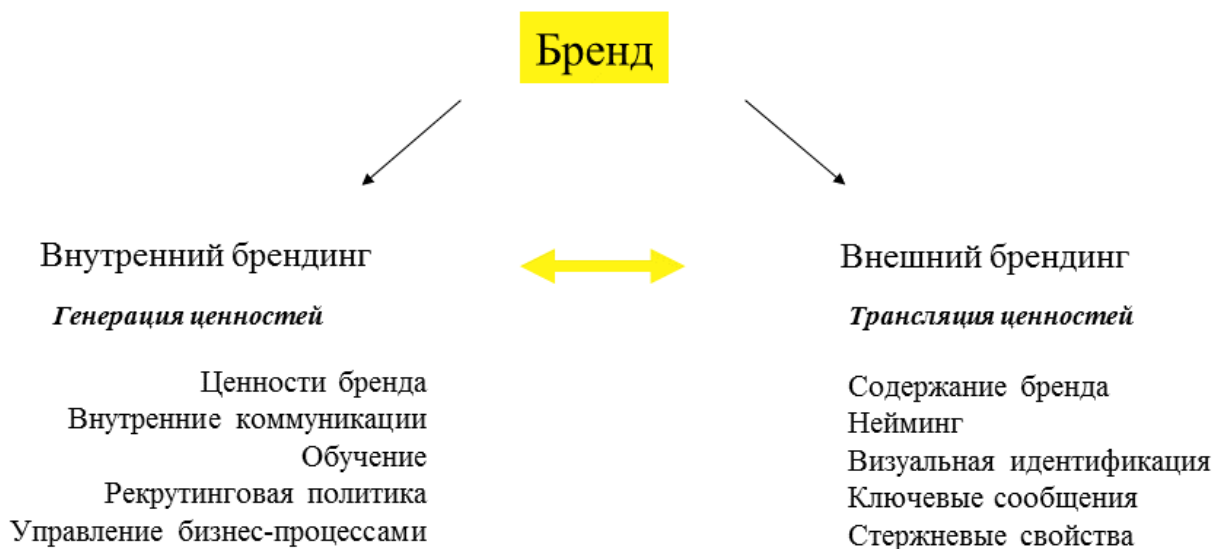 Бренд
Внутренний брендинг
Генерация ценностей
Ценности бренда
Внутренние коммуникации
Обучение
Рекрутинговая политика
Управление бизнес-процессами
Внешний брендинг
Трансляция ценностей
Содержание бренда
Нейминг
Визуальная идентификация
Ключевые сообщения
Стержневые свойства